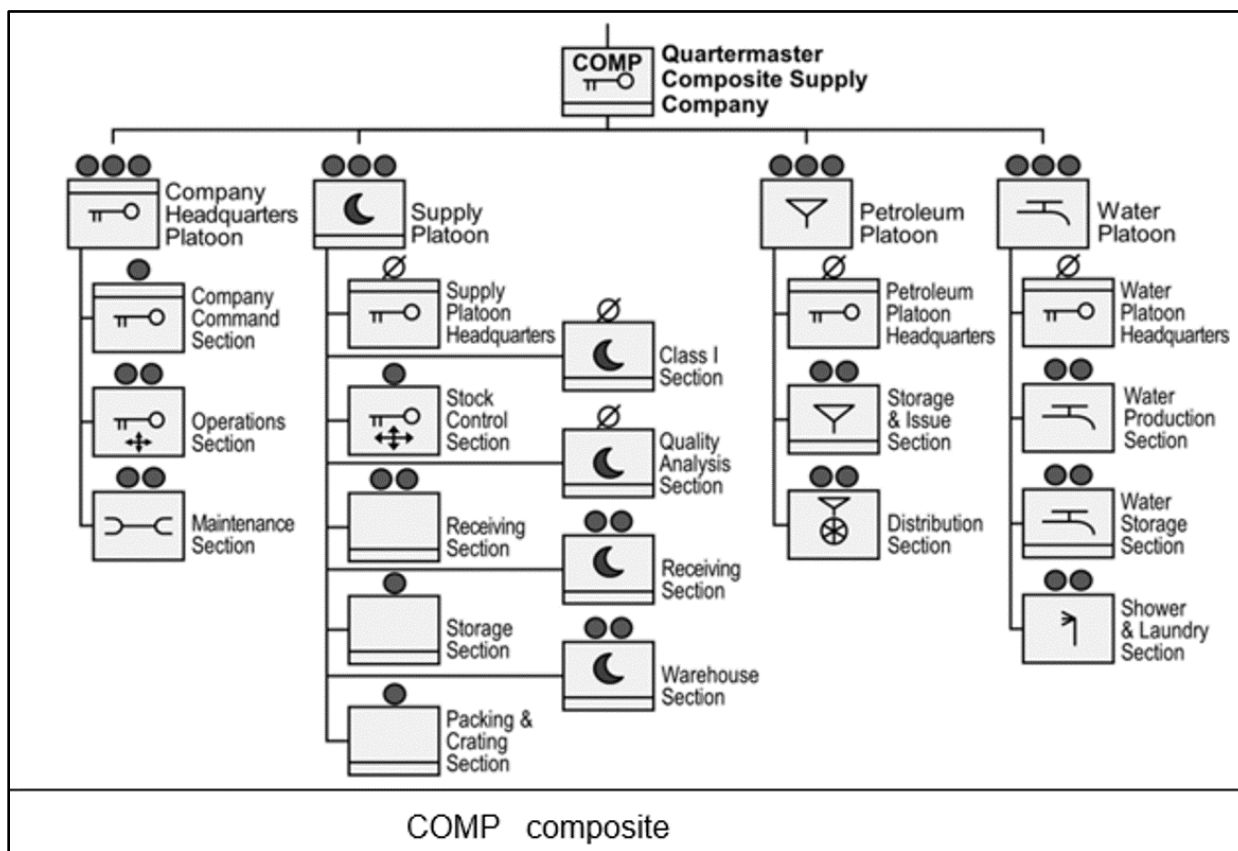 COMP
Quartermaster
Composite Supply
Company
Company
Headquarters
Platoon
Supply
Platoon
Petroleum
Platoon
Water
Platoon
Company
Command
Section
Operations
Section
Maintenance
Section
Supply
Platoon
Headquarters
Class I
Section
Stock
Control
Section
Quality
Analysis
Section
Receiving
Section
Receiving
Section
Storage
Section
Warehouse
Section
Packing &
Crating
Section
Petroleum
Platoon
Headquarters
Storage
& Issue
Section
Distribution
Section
Water
Platoon
Headquarters
Water
Production
Section
Water
Storage
Section
Shower
& Laundry
Section
COMP composite